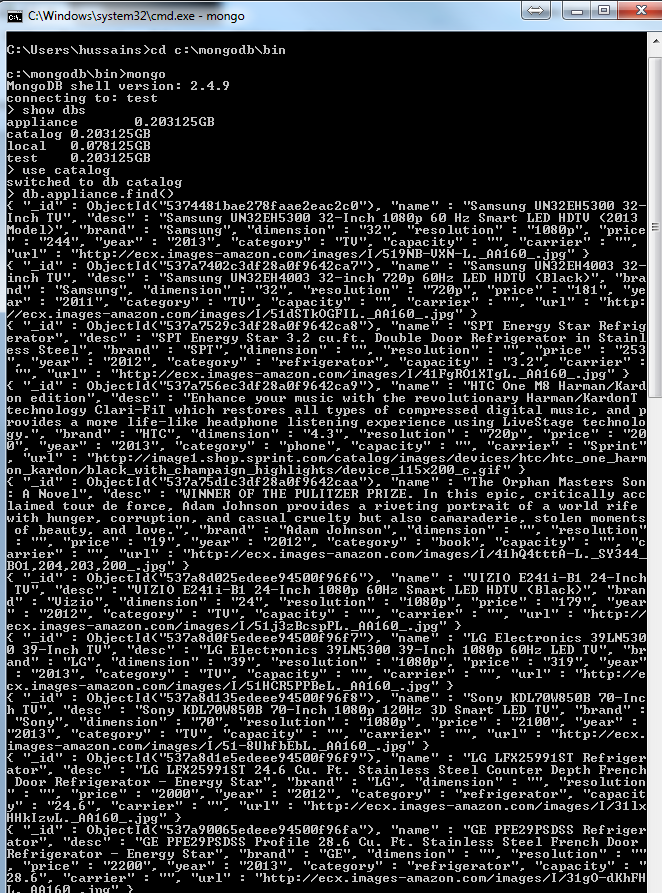 C:\Windows\system32\cmd.exe - mongo
C:\Users\hussains>cd c:\mongodb\bin
c:\mongodb\bin>mongo
MongoDB shell version: 2.4.9
connecting to: test
> show dbs
appliance       0.203125GB
catalog 0.203125GB
local   0.078125GB
test    0.203125GB
> use catalog
switched to db catalog
> db.appliance.find()
{ "_id" : ObjectId("5374481bae278faae2eac2c0"), "name" : "Samsung UN32EH5300 32-
Inch TV", "desc" : "Samsung UN32EH5300 32-Inch 1080p 60 Hz Smart LED HDTV (2013
Model)", "brand" : "Samsung", "dimension" : "32", "resolution" : "1080p", "price"
 : "244", "year" : "2013", "category" : "TV", "capacity" : "", "carrier" : "",
"url" : "http://ecx.images-amazon.com/images/I/519NB-VXN-L._AA160_.jpg" }
{ "_id" : ObjectId("537a7402c3df28a0f9642ca7"), "name" : "Samsung UN32EH4003 32-
inch TV", "desc" : "Samsung UN32EH4003 32-inch 720p 60Hz LED HDTV (Black)", "bra
nd" : "Samsung", "dimension" : "32", "resolution" : "720p", "price" : "181", "ye
ar" : "2011", "category" : "TV", "capacity" : "", "carrier" : "", "url" : "http:
//ecx.images-amazon.com/images/I/51dSTkOGFIL._AA160_.jpg" }
{ "_id" : ObjectId("537a7529c3df28a0f9642ca8"), "name" : "SPT Energy Star Refrig
erator", "desc" : "SPT Energy Star 3.2 cu.ft. Double Door Refrigerator in Stainl
ess Steel", "brand" : "SPT", "dimension" : "", "resolution" : "", "price" : "253
", "year" : "2012", "category" : "refrigerator", "capacity" : "3.2", "carrier" :
 "", "url" : "http://ecx.images-amazon.com/images/I/41FgRO1XIgL._AA160_.jpg" }
{ "_id" : ObjectId("537a756ec3df28a0f9642ca9"), "name" : "HTC One M8 Harman/Kard
on edition", "desc" : "Enhance your music with the revolutionary Harman/KardonT
technology Clari-FiT which restores all types of compressed digital music, and p
rovides a more life-like headphone listening experience using LiveStage technolo
gy.", "brand" : "HTC", "dimension" : "4.3", "resolution" : "720p", "price" : "20
0", "year" : "2013", "category" : "phone", "capacity" : "", "carrier" : "Sprint"
, "url" : "http://image1.shop.sprint.com/catalog/images/devices/htc/htc_one_harm
on_kardon/black_with_champaign_highlights/device_115x200_c.gif" }
{ "_id" : ObjectId("537a75d1c3df28a0f9642caa"), "name" : "The Orphan Masters Son
: A Novel", "desc" : "WINNER OF THE PULITZER PRIZE. In this epic, critically acc
laimed tour de force, Adam Johnson provides a riveting portrait of a world rife
with hunger, corruption, and casual cruelty but also camaraderie, stolen moments
 of beauty, and love.", "brand" : "Adam Johnson", "dimension" : "", "resolution"
 : "", "price" : "19", "year" : "2012", "category" : "book", "capacity" : "", "c
arrier" : "", "url" : "http://ecx.images-amazon.com/images/I/41hQ4tttA-L._SY344_
BO1,204,203,200_.jpg" }
{ "_id" : ObjectId("537a8d025edeee94500f96f6"), "name" : "VIZIO E241i-B1 24-Inch
 TV", "desc" : "VIZIO E241i-B1 24-Inch 1080p 60Hz Smart LED HDTV (Black)", "bran
d" : "Vizio", "dimension" : "24", "resolution" : "1080p", "price" : "179", "year
" : "2012", "category" : "TV", "capacity" : "", "carrier" : "", "url" : "http://
ecx.images-amazon.com/images/I/51j3zBcspPL._AA160_.jpg" }
{ "_id" : ObjectId("537a8d0f5edeee94500f96f7"), "name" : "LG Electronics 39LN530
0 39-Inch TV", "desc" : "LG Electronics 39LN5300 39-Inch 1080p 60Hz LED TV", "br
and" : "LG", "dimension" : "39", "resolution" : "1080p", "price" : "319", "year"
 : "2013", "category" : "TV", "capacity" : "", "carrier" : "", "url" : "http://e
cx.images-amazon.com/images/I/51HCR5PPBeL._AA160_.jpg" }
{ "_id" : ObjectId("537a8d135edeee94500f96f8"), "name" : "Sony KDL70W850B 70-Inc
h TV", "desc" : "Sony KDL70W850B 70-Inch 1080p 120Hz 3D Smart LED TV", "brand" :
 "Sony", "dimension" : "70", "resolution" : "1080p", "price" : "2100", "year" :
"2013", "category" : "TV", "capacity" : "", "carrier" : "", "url" : "http://ecx.
images-amazon.com/images/I/51-8UhfbEbL._AA160_.jpg" }
{ "_id" : ObjectId("537a8d1e5edeee94500f96f9"), "name" : "LG LFX25991ST Refriger
ator", "desc" : "LG LFX25991ST 24.6 Cu. Ft. Stainless Steel Counter Depth French
 Door Refrigerator - Energy Star", "brand" : "LG", "dimension" : "", "resolution
" : "", "price" : "2000", "year" : "2012", "category" : "refrigerator", "capacit
y" : "24.6", "carrier" : "", "url" : "http://ecx.images-amazon.com/images/I/31lx
HHkIzwL._AA160_.jpg" }
{ "_id" : ObjectId("537a90065edeee94500f96fa"), "name" : "GE PFE29PSDSS Refriger
ator", "desc" : "GE PFE29PSDSS Profile 28.6 Cu. Ft. Stainless Steel French Door
Refrigerator - Energy Star", "brand" : "GE", "dimension" : "", "resolution" : ""
, "price" : "2200", "year" : "2013", "category" : "refrigerator", "capacity" : "
28.6", "carrier" : "", "url" : "http://ecx.images-amazon.com/images/I/31gO-dKhFH
L._AA160_.jpg" }